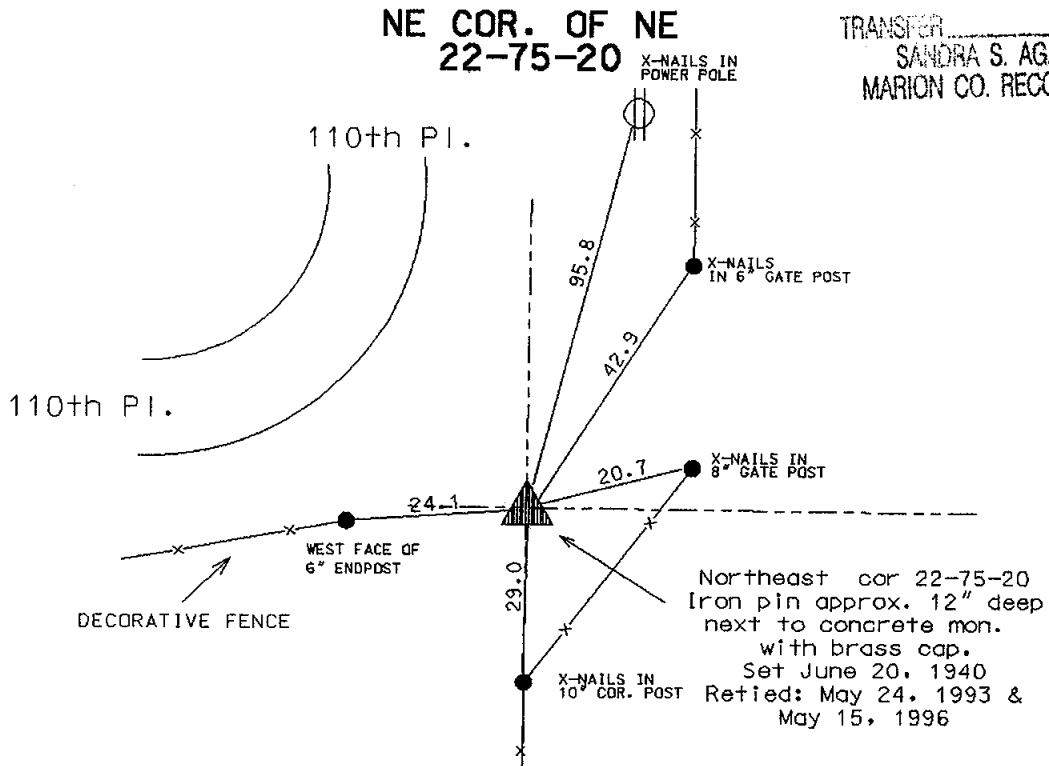 NE COR. OF NE
22-75-20
TRANSFER
SANDRA S.
MARION CO.
X-NAILS IN
POWER POLE
110th Pl.
95.8
X-NAILS
IN 6" GATE POST
42.9
110th Pl.
X-NAILS IN
8" GATE POST
20.7
24.1
WEST FACE OF
6" ENDPOST
29.0
DECORATIVE FENCE
Northeast cor 22-75-20
Iron pin approx. 12" deep
next to concrete mon.
with brass cap.
Set June 20, 1940
Retied: May 24, 1993 &
May 15, 1996
X-NAILS IN
10" COR. POST